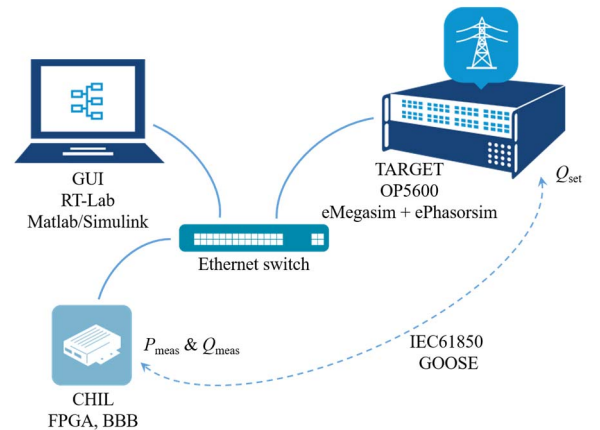 GUI
RT-Lab
Matlab/Simulink
TARGET
OP5600
eMegasim + ePhasorsim
Qset
Ethernet switch
Pmeas & Qmeas
IEC61850
GOOSE
CHIL
FPGA, BBB